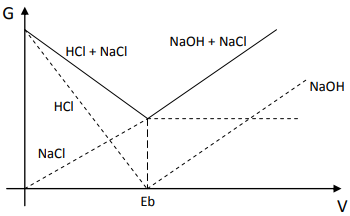 G
HCl + NaCl
NaOH + NaCl
HCl
NaOH
NaCl
Eb
V